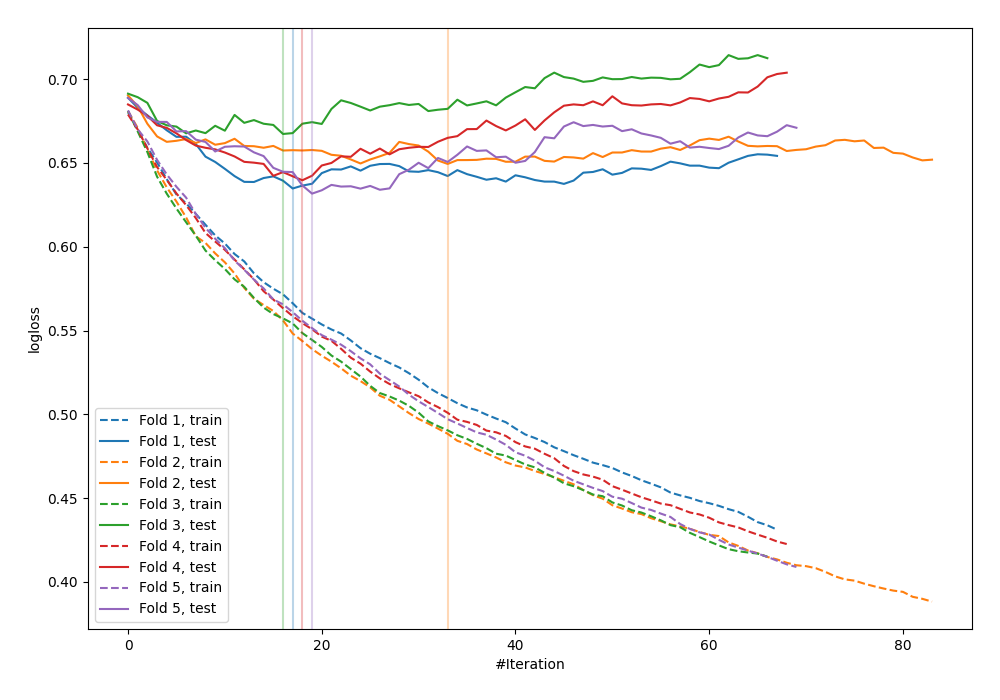 0.70
0.65
0.60
0.55
0.50
0.45
0.40
logloss
Fold 1, train
Fold 1, test
Fold 2, train
Fold 2, test
Fold 3, train
Fold 3, test
Fold 4, train
Fold 4, test
Fold 5, train
Fold 5, test
0 20 40 60 80
#Iteration